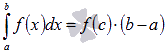 ∫_a^b f(x)dx = f(c)·(b−a)